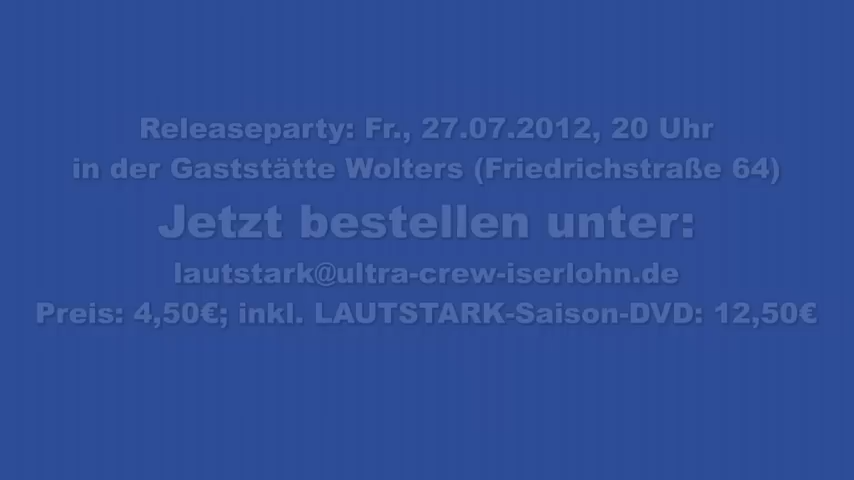 Releaseparty: Fr., 27.07.2012, 20 Uhr
in der Gaststätte Wolters (Friedrichstraße 64)
Jetzt bestellen unter:
lautstark@ultra-crew-iserlohn.de
Preis: 4,50€; inkl. LAUTSTARK-Saison-DVD: 12,50€